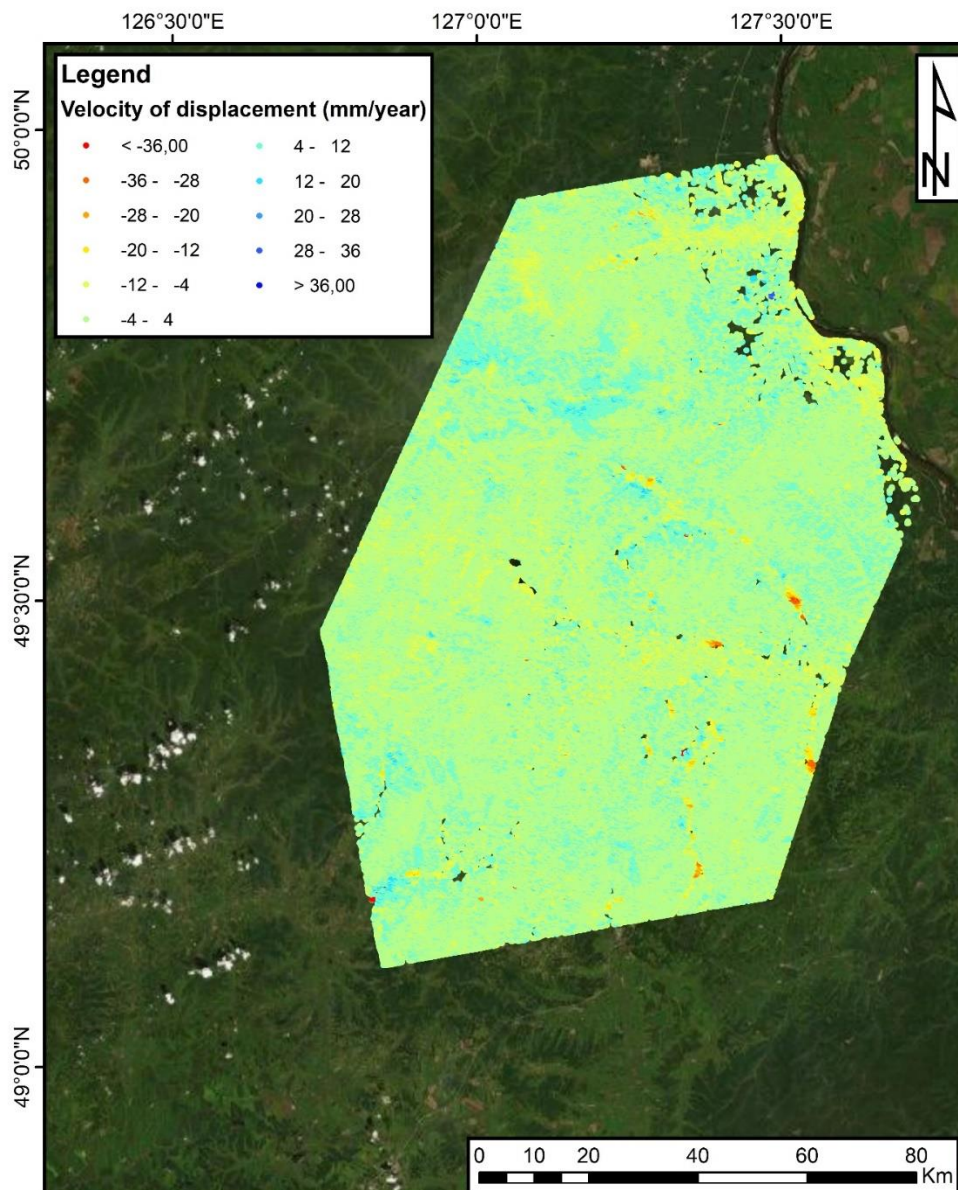 126°30'0"E 127°0'0"E 127°30'0"E
Legend
Velocity of displacement (mm/year)
< -36,00 4 - 12
-36 - -28 12 - 20
-28 - -20 20 - 28
-20 - -12 28 - 36
-12 - -4 > 36,00
-4 - 4
N
50°0'0"N
49°30'0"N
49°0'0"N
0 10 20 40 60 80
Km